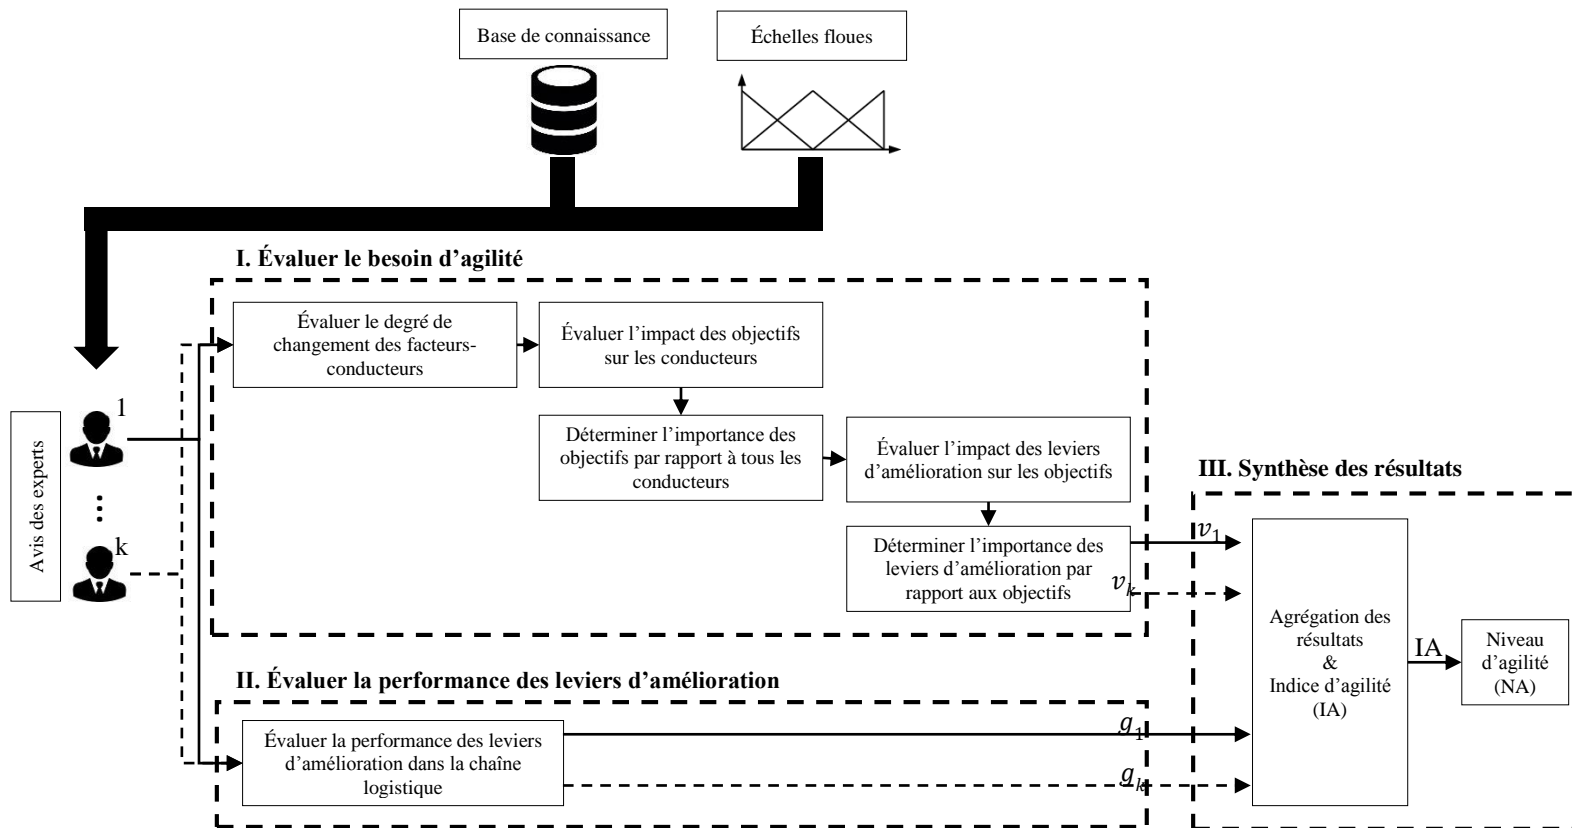 Base de connaissance
Échelles floues
I. Évaluer le besoin d’agilité
Évaluer le degré de
changement des facteurs-
conducteurs
Évaluer l’impact des objectifs
sur les conducteurs
Déterminer l’importance des
objectifs par rapport à tous les
conducteurs
Évaluer l’impact des leviers
d’amélioration sur les objectifs
Déterminer l’importance des
leviers d’amélioration par
rapport aux objectifs
Avis des experts
1
...
k
v1
vk
II. Évaluer la performance des leviers d’amélioration
Évaluer la performance des leviers
d’amélioration dans la chaîne
logistique
g1
gk
III. Synthèse des résultats
Agrégation des
résultats
&
Indice d’agilité
(IA)
IA
Niveau
d’agilité
(NA)